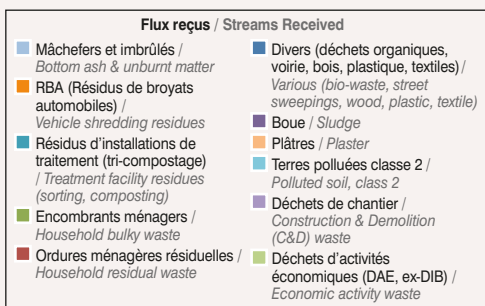 Flux reçus / Streams Received
Mâchefers et imbrûlés /
Bottom ash & unburnt matter
RBA (Résidus de broyats
automobiles) /
Vehicle shredding residues
Résidus d’installations de
traitement (tri-compostage)
/ Treatment facility residues
(sorting, composting)
Encombrants ménagers /
Household bulky waste
Ordures ménagères résiduelles /
Household residual waste
Divers (déchets organiques,
voirie, bois, plastique, textiles) /
Various (bio-waste, street
sweepings, wood, plastic, textile)
Boue / Sludge
Plâtres / Plaster
Terres polluées classe 2 /
Polluted soil, class 2
Déchets de chantier /
Construction & Demolition
(C&D) waste
Déchets d’activités
économiques (DAE, ex-DIB) /
Economic activity waste